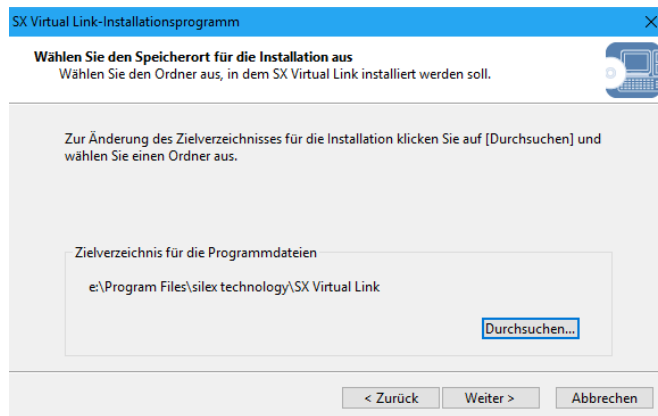 SX Virtual Link-Installationsprogramm
Wählen Sie den Speicherort für die Installation aus
Wählen Sie den Ordner aus, in dem SX Virtual Link installiert werden soll.
Zur Änderung des Zielverzeichnisses für die Installation klicken Sie auf [Durchsuchen] und
wählen Sie einen Ordner aus.
Zielverzeichnis für die Programmdateien
e:\Program Files\silex technology\SX Virtual Link
Durchsuchen...
< Zurück Weiter > Abbrechen